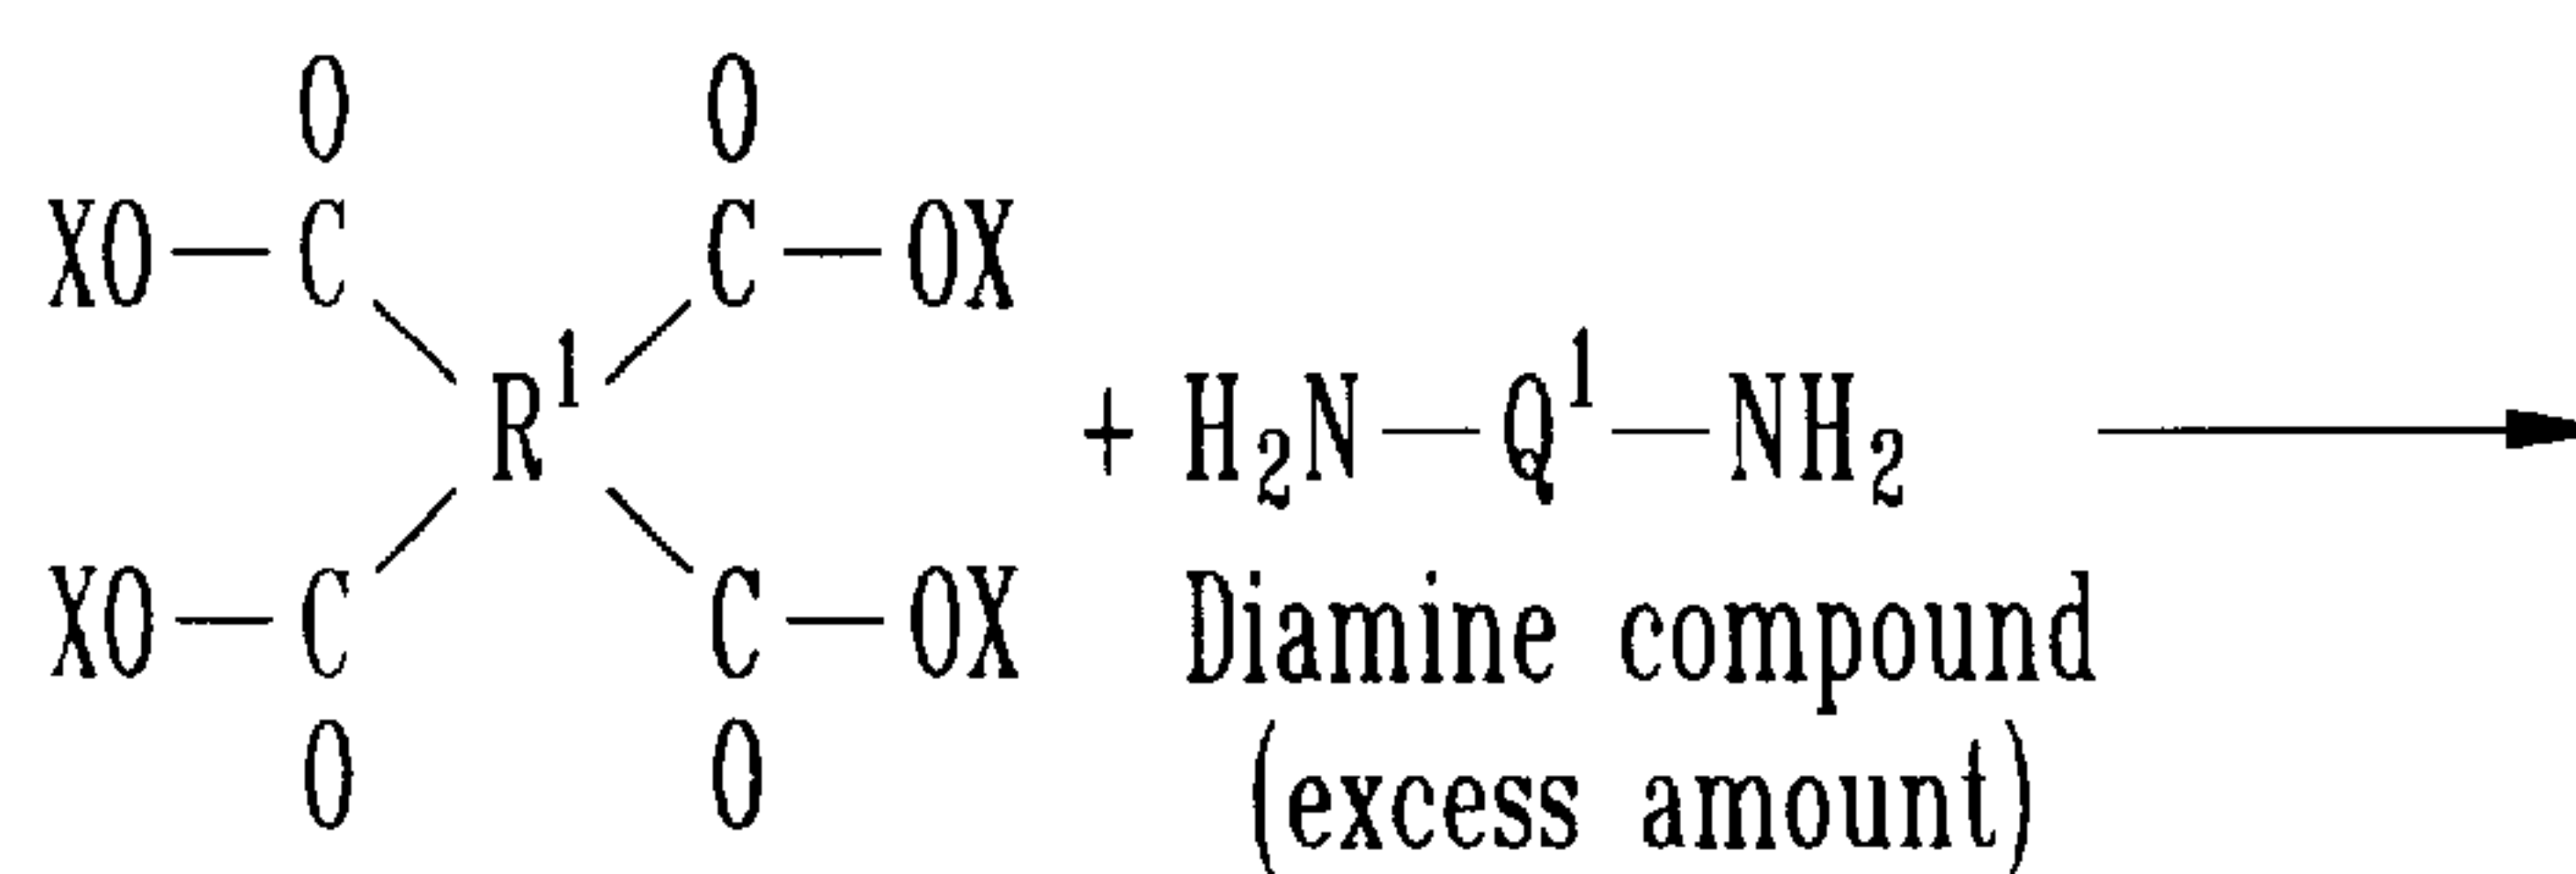 O O
XO—C C—OX
R¹ + H₂N—Q¹—NH₂
XO—C C—OX Diamine compound
O O (excess amount)